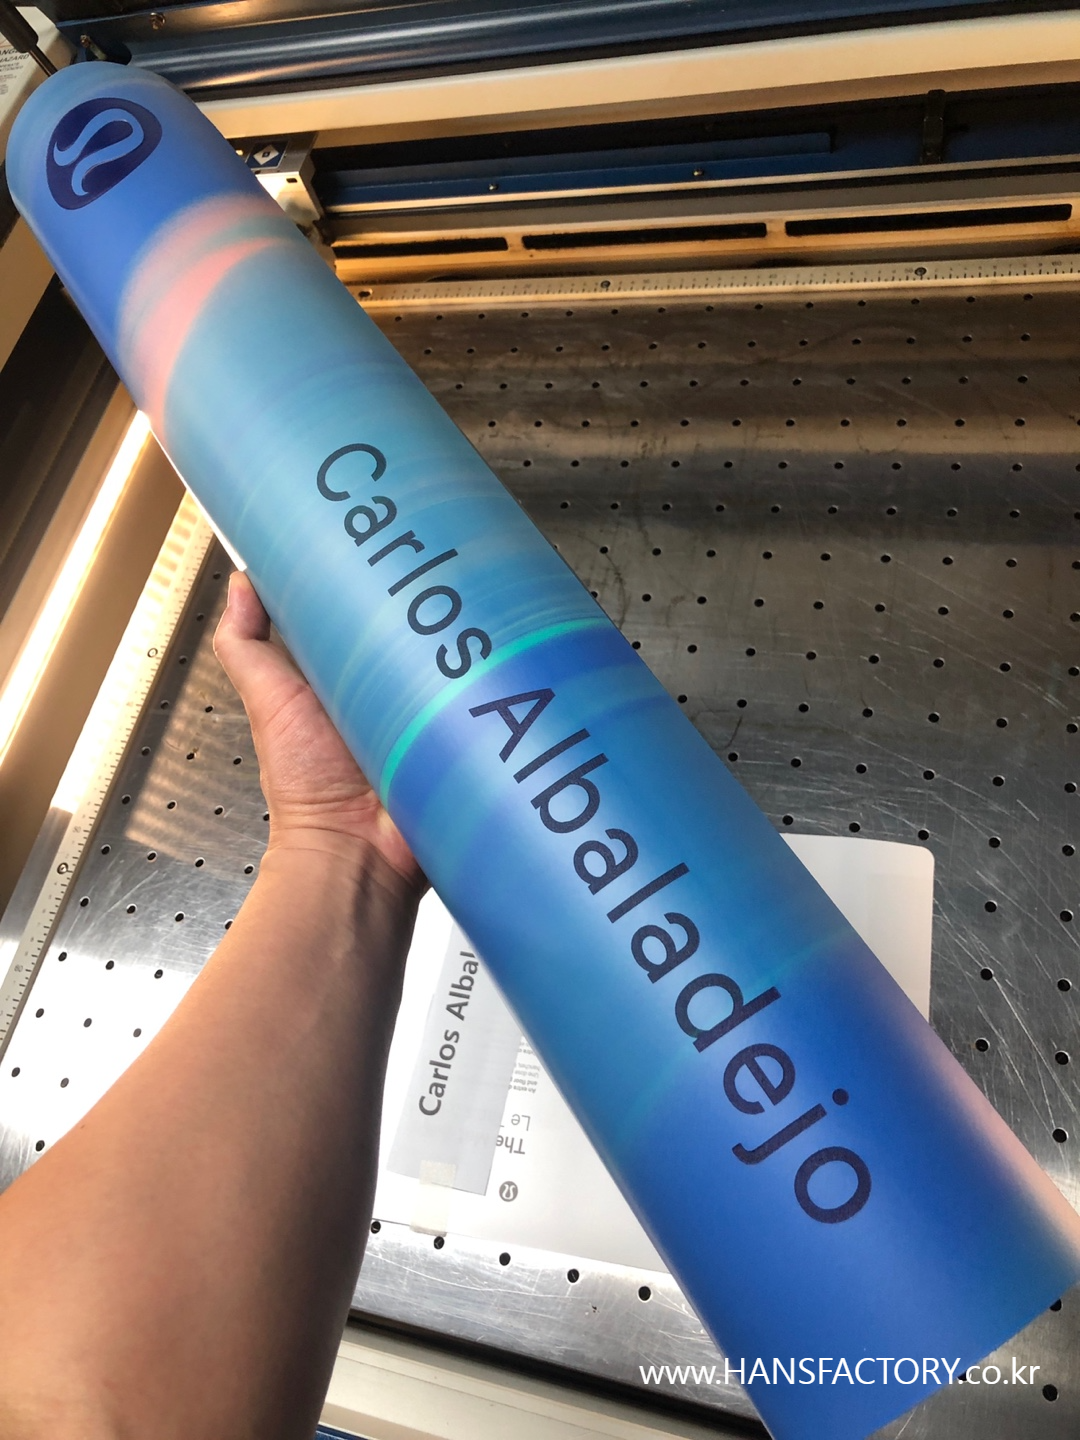 Carlos Albaladejo
Carlos Albal
The
Le
www.HANSFACTORY.co.kr